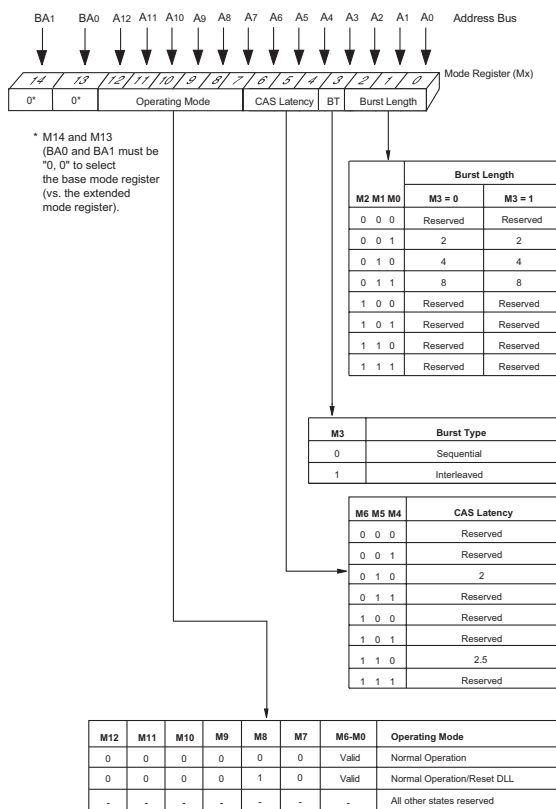 BA1 BA0 A12 A11 A10 A9 A8 A7 A6 A5 A4 A3 A2 A1 A0 Address Bus
14 13 12 11 10 9 8 7 6 5 4 3 2 1 0 Mode Register (Mx)
0* 0* Operating Mode CAS Latency BT Burst Length
* M14 and M13
(BA0 and BA1 must be
"0, 0" to select
the base mode register
(vs. the extended
mode register).
Burst Length
M2 M1 M0 M3 = 0 M3 = 1
0 0 0 Reserved Reserved
0 0 1 2 2
0 1 0 4 4
0 1 1 8 8
1 0 0 Reserved Reserved
1 0 1 Reserved Reserved
1 1 0 Reserved Reserved
1 1 1 Reserved Reserved
M3 Burst Type
0 Sequential
1 Interleaved
M6 M5 M4 CAS Latency
0 0 0 Reserved
0 0 1 Reserved
0 1 0 2
0 1 1 Reserved
1 0 0 Reserved
1 0 1 Reserved
1 1 0 2.5
1 1 1 Reserved
M12 M11 M10 M9 M8 M7 M6-M0 Operating Mode
0 0 0 0 0 0 Valid Normal Operation
0 0 0 0 1 0 Valid Normal Operation/Reset DLL
- - - - - - - All other states reserved